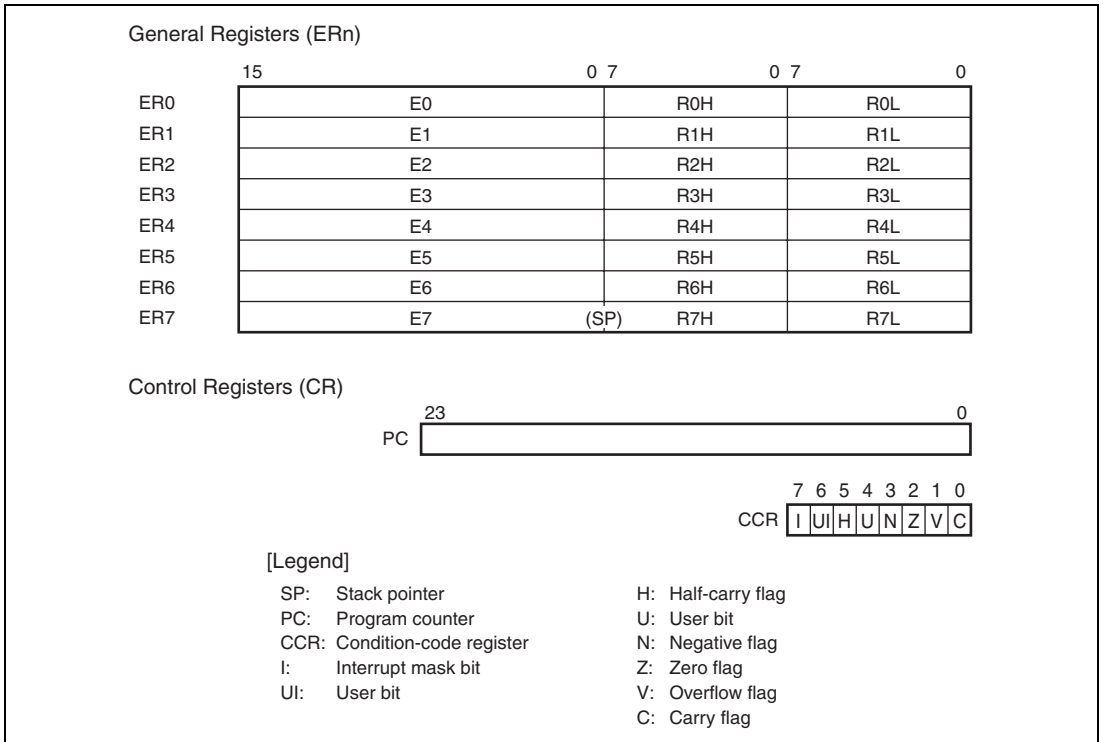 General Registers (ERn)
15 0 7 0 7 0
ER0 E0 R0H R0L
ER1 E1 R1H R1L
ER2 E2 R2H R2L
ER3 E3 R3H R3L
ER4 E4 R4H R4L
ER5 E5 R5H R5L
ER6 E6 R6H R6L
ER7 E7 (SP) R7H R7L
Control Registers (CR)
23 0
PC
7 6 5 4 3 2 1 0
CCR I UI H U N Z V C
[Legend]
SP: Stack pointer
PC: Program counter
CCR: Condition-code register
I: Interrupt mask bit
UI: User bit
H: Half-carry flag
U: User bit
N: Negative flag
Z: Zero flag
V: Overflow flag
C: Carry flag